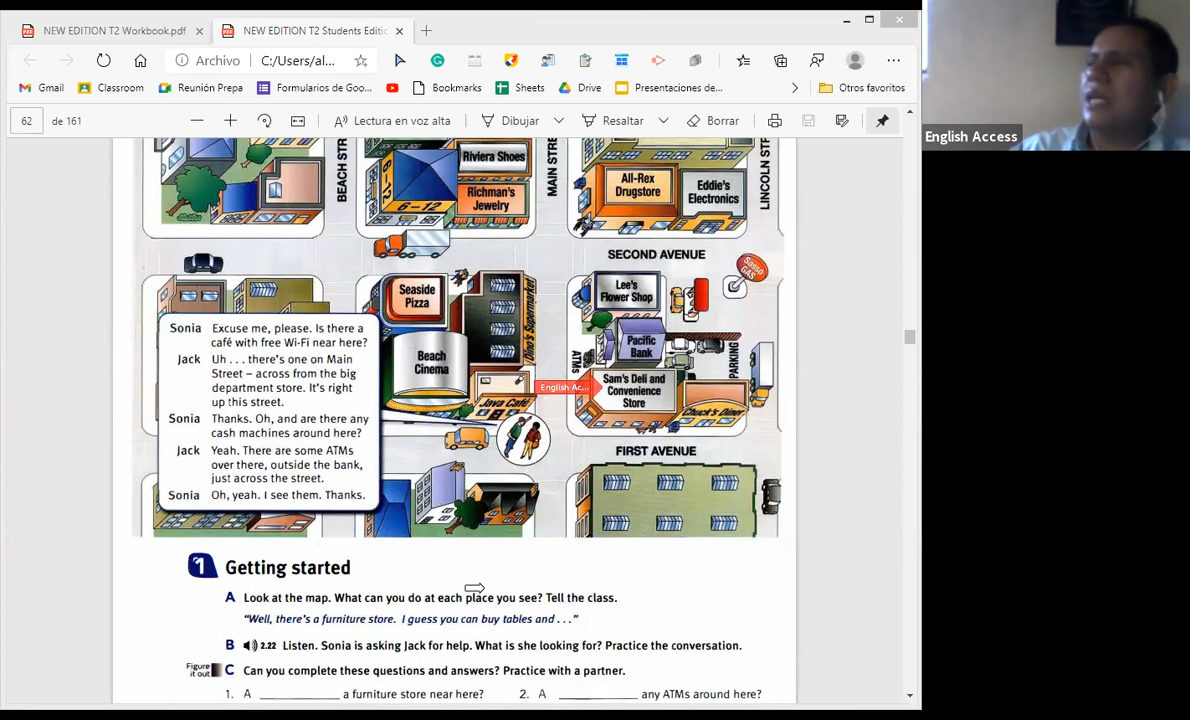 NEW EDITION T2 Workbook.pdf
NEW EDITION T2 Students Editic
Archivo
C:/Users/al...
Gmail
Classroom
Reunión Prepa
Formularios de Goo...
Bookmarks
Sheets
Drive
Presentaciones de...
Otros favoritos
62
de 161
Lectura en voz alta
Dibujar
Resaltar
Borrar
English Access
BEACH STR
Riviera Shoes
Richman's
Jewelry
6-12
6-12
MAIN STRE
All-Rex
Drugstore
Eddie's
Electronics
LINCOLN STR
SECOND AVENUE
Seaside
Pizza
Dino's Supermarket
Beach
Cinema
Java Café
Lee's
Flower Shop
Sasso
GAS
Pacific
Bank
ATMs
PARKING
English Ac...
Sam's Deli and
Convenience
Store
Chuck's Diner
FIRST AVENUE
Sonia Excuse me, please. Is there a
café with free Wi-Fi near here?
Jack Uh . . . there's one on Main
Street – across from the big
department store. It's right
up this street.
Sonia Thanks. Oh, and are there any
cash machines around here?
Jack Yeah. There are some ATMs
over there, outside the bank,
just across the street.
Sonia Oh, yeah. I see them. Thanks.
1 Getting started
A Look at the map. What can you do at each place you see? Tell the class.
"Well, there's a furniture store. I guess you can buy tables and . . ."
B 2.22 Listen. Sonia is asking Jack for help. What is she looking for? Practice the conversation.
Figure
it out
C Can you complete these questions and answers? Practice with a partner.
1. A ____________ a furniture store near here? 2. A ____________ any ATMs around here?